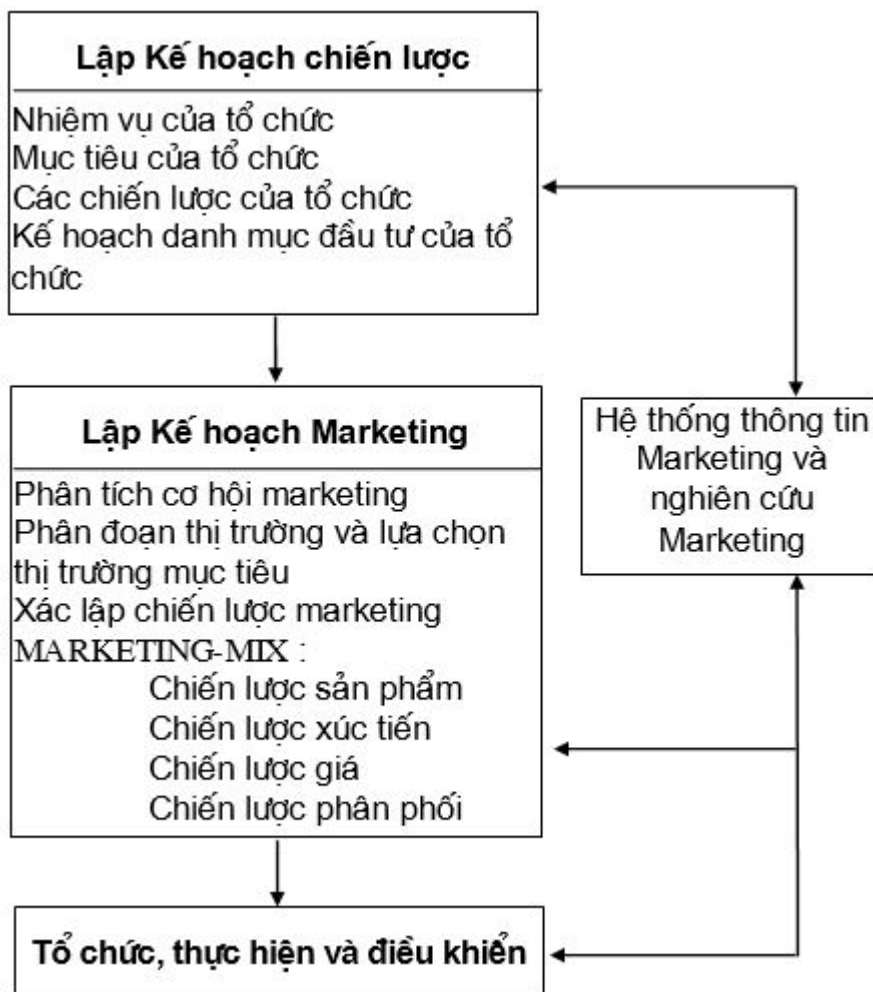 Lập Kế hoạch chiến lược
Nhiệm vụ của tổ chức
Mục tiêu của tổ chức
Các chiến lược của tổ chức
Kế hoạch danh mục đầu tư của tổ
chức
Lập Kế hoạch Marketing
Phân tích cơ hội marketing
Phân đoạn thị trường và lựa chọn
thị trường mục tiêu
Xác lập chiến lược marketing
MARKETING-MIX :
Chiến lược sản phẩm
Chiến lược xúc tiến
Chiến lược giá
Chiến lược phân phối
Hệ thống thông tin
Marketing và
nghiên cứu
Marketing
Tổ chức, thực hiện và điều khiển